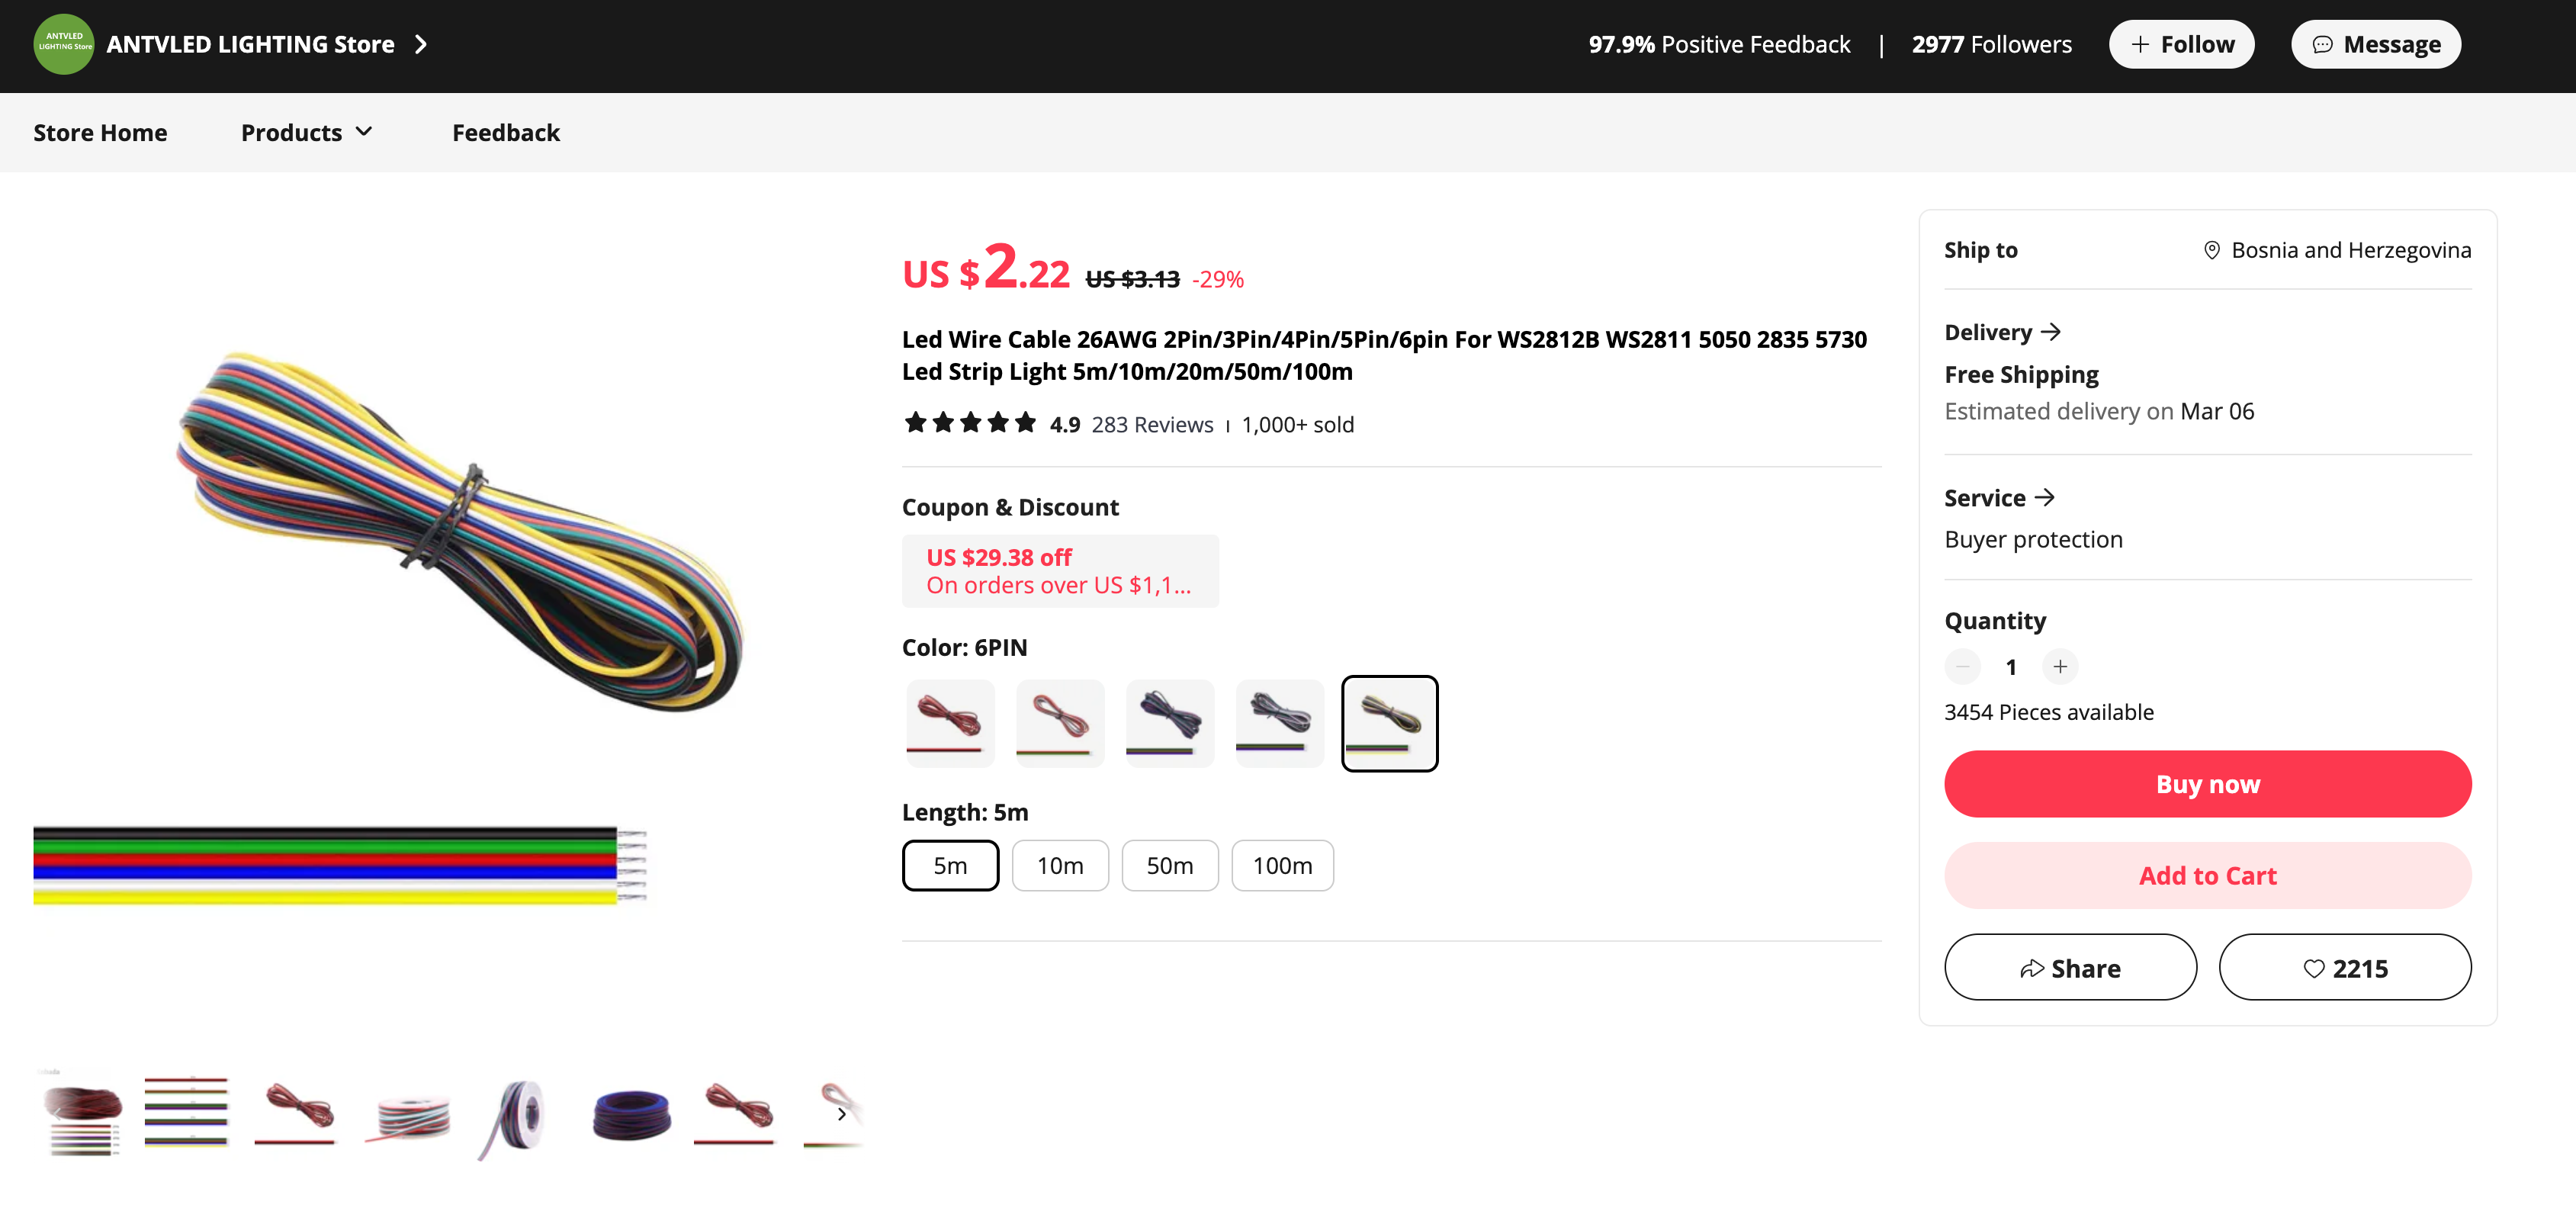 ANTVLED
LIGHTING Store
ANTVLED LIGHTING Store
97.9% Positive Feedback | 2977 Followers
Follow
Message
Store Home
Products
Feedback
US $2.22 US $3.13 -29%
Led Wire Cable 26AWG 2Pin/3Pin/4Pin/5Pin/6pin For WS2812B WS2811 5050 2835 5730
Led Strip Light 5m/10m/20m/50m/100m
4.9 283 Reviews | 1,000+ sold
Coupon & Discount
US $29.38 off
On orders over US $1,1...
Color: 6PIN
Length: 5m
5m
10m
50m
100m
Ship to
Bosnia and Herzegovina
Delivery
Free Shipping
Estimated delivery on Mar 06
Service
Buyer protection
Quantity
1
3454 Pieces available
Buy now
Add to Cart
Share
2215